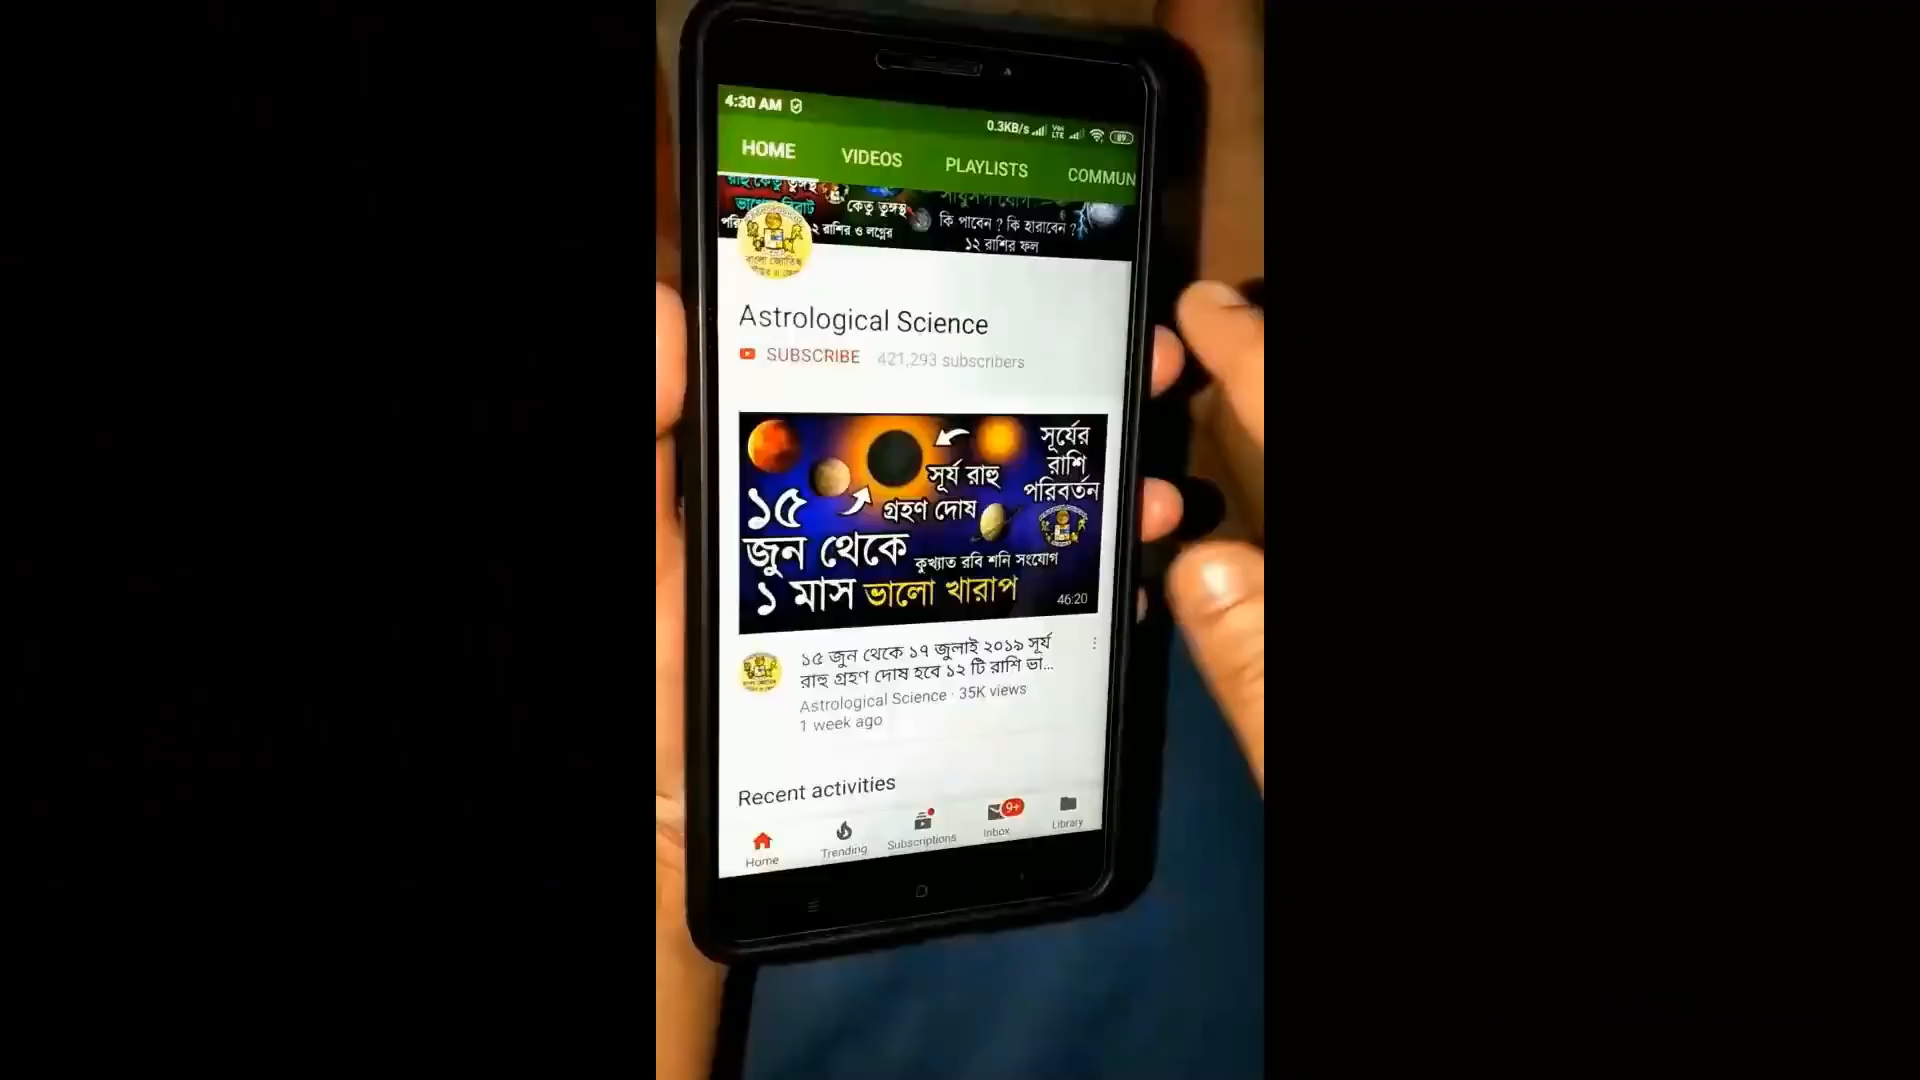 4:30 AM
0.3KB/s
HOME VIDEOS PLAYLISTS COMMUN
রাহু কেতু তুঙ্গস্থ
কেতু তুঙ্গস্থ
২ রাশির ও লগ্নের
কি পাবেন ? কি হারাবেন ?
১২ রাশির ফল
বাংলা জ্যোতিষ
Astrological Science
SUBSCRIBE 421,293 subscribers
সূর্যের
রাশি
পরিবর্তন
সূর্য রাহু
গ্রহণ দোষ
১৫
জুন থেকে
কুখ্যাত রবি শনি সংযোগ
১ মাস ভালো খারাপ
46:20
১৫ জুন থেকে ১৭ জুলাই ২০১৯ সূর্য
রাহু গ্রহণ দোষ হবে ১২ টি রাশি ভা...
Astrological Science · 35K views
1 week ago
Recent activities
9+
Home Trending Subscriptions Inbox Library